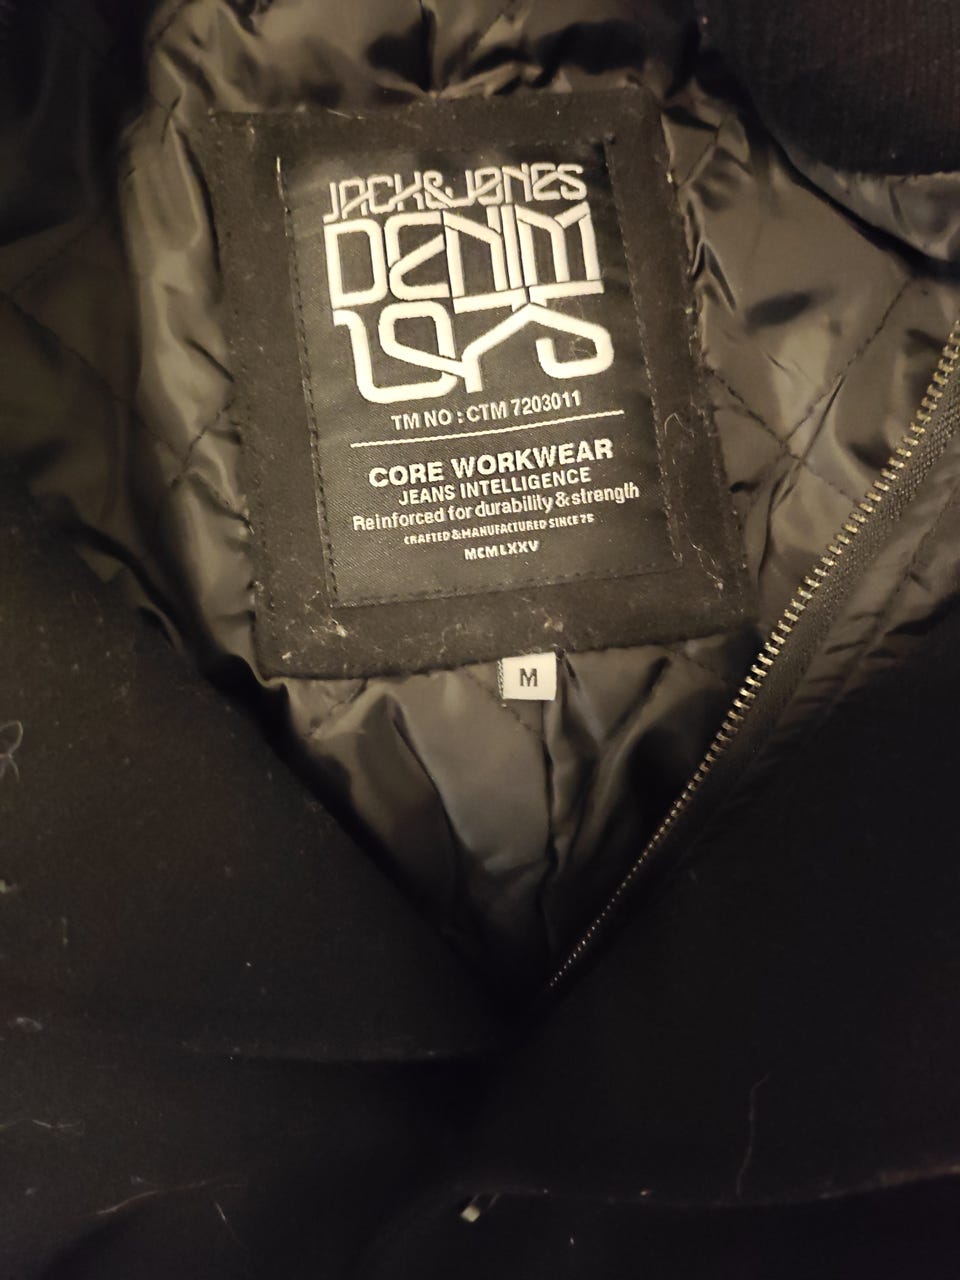 JACK&JONES
DENIM
1975
TM NO : CTM 7203011
CORE WORKWEAR
JEANS INTELLIGENCE
Reinforced for durability & strength
CRAFTED & MANUFACTURED SINCE 75
MCMLXXV
M